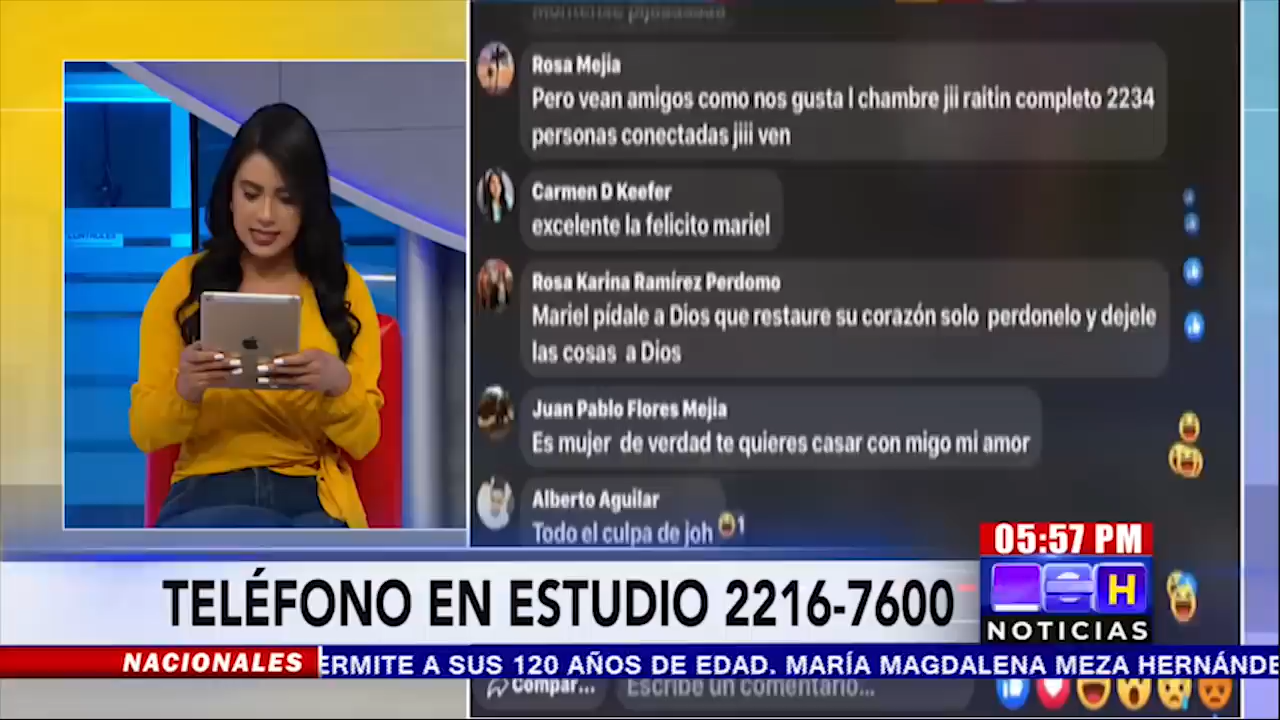 Rosa Mejia
Pero vean amigos como nos gusta l chambre jii raitin completo 2234
personas conectadas jiii ven
Carmen D Keefer
excelente la felicito mariel
Rosa Karina Ramírez Perdomo
Mariel pídale a Dios que restaure su corazón solo perdonelo y dejele
las cosas a Dios
Juan Pablo Flores Mejia
Es mujer de verdad te quieres casar con migo mi amor
Alberto Aguilar
Todo el culpa de joh 1
05:57 PM
TELÉFONO EN ESTUDIO 2216-7600
H
NOTICIAS
NACIONALES
ERMITE A SUS 120 AÑOS DE EDAD. MARÍA MAGDALENA MEZA HERNÁNDE
Compar...
Escribe un comentario...